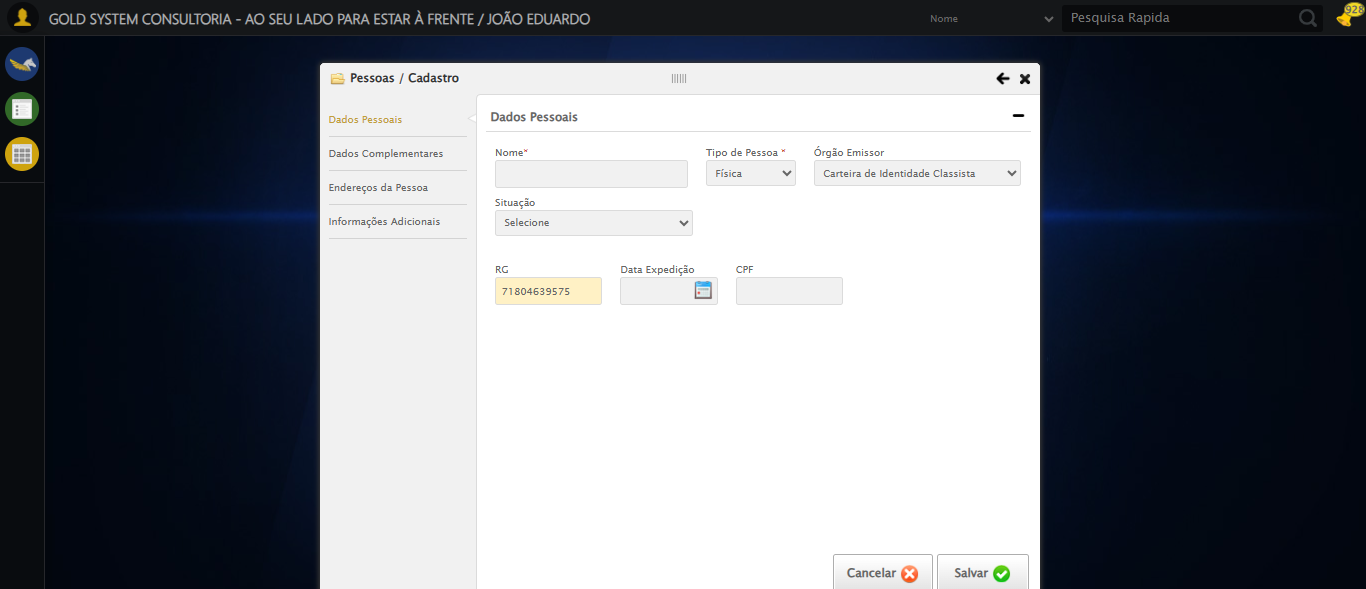 GOLD SYSTEM CONSULTORIA - AO SEU LADO PARA ESTAR À FRENTE / JOÃO EDUARDO
Nome
Pesquisa Rapida
928
Pessoas / Cadastro
Dados Pessoais
Dados Complementares
Endereços da Pessoa
Informações Adicionais
Dados Pessoais
Nome* Tipo de Pessoa * Órgão Emissor
Física Carteira de Identidade Classista
Situação
Selecione
RG Data Expedição CPF
71804639575
Cancelar Salvar